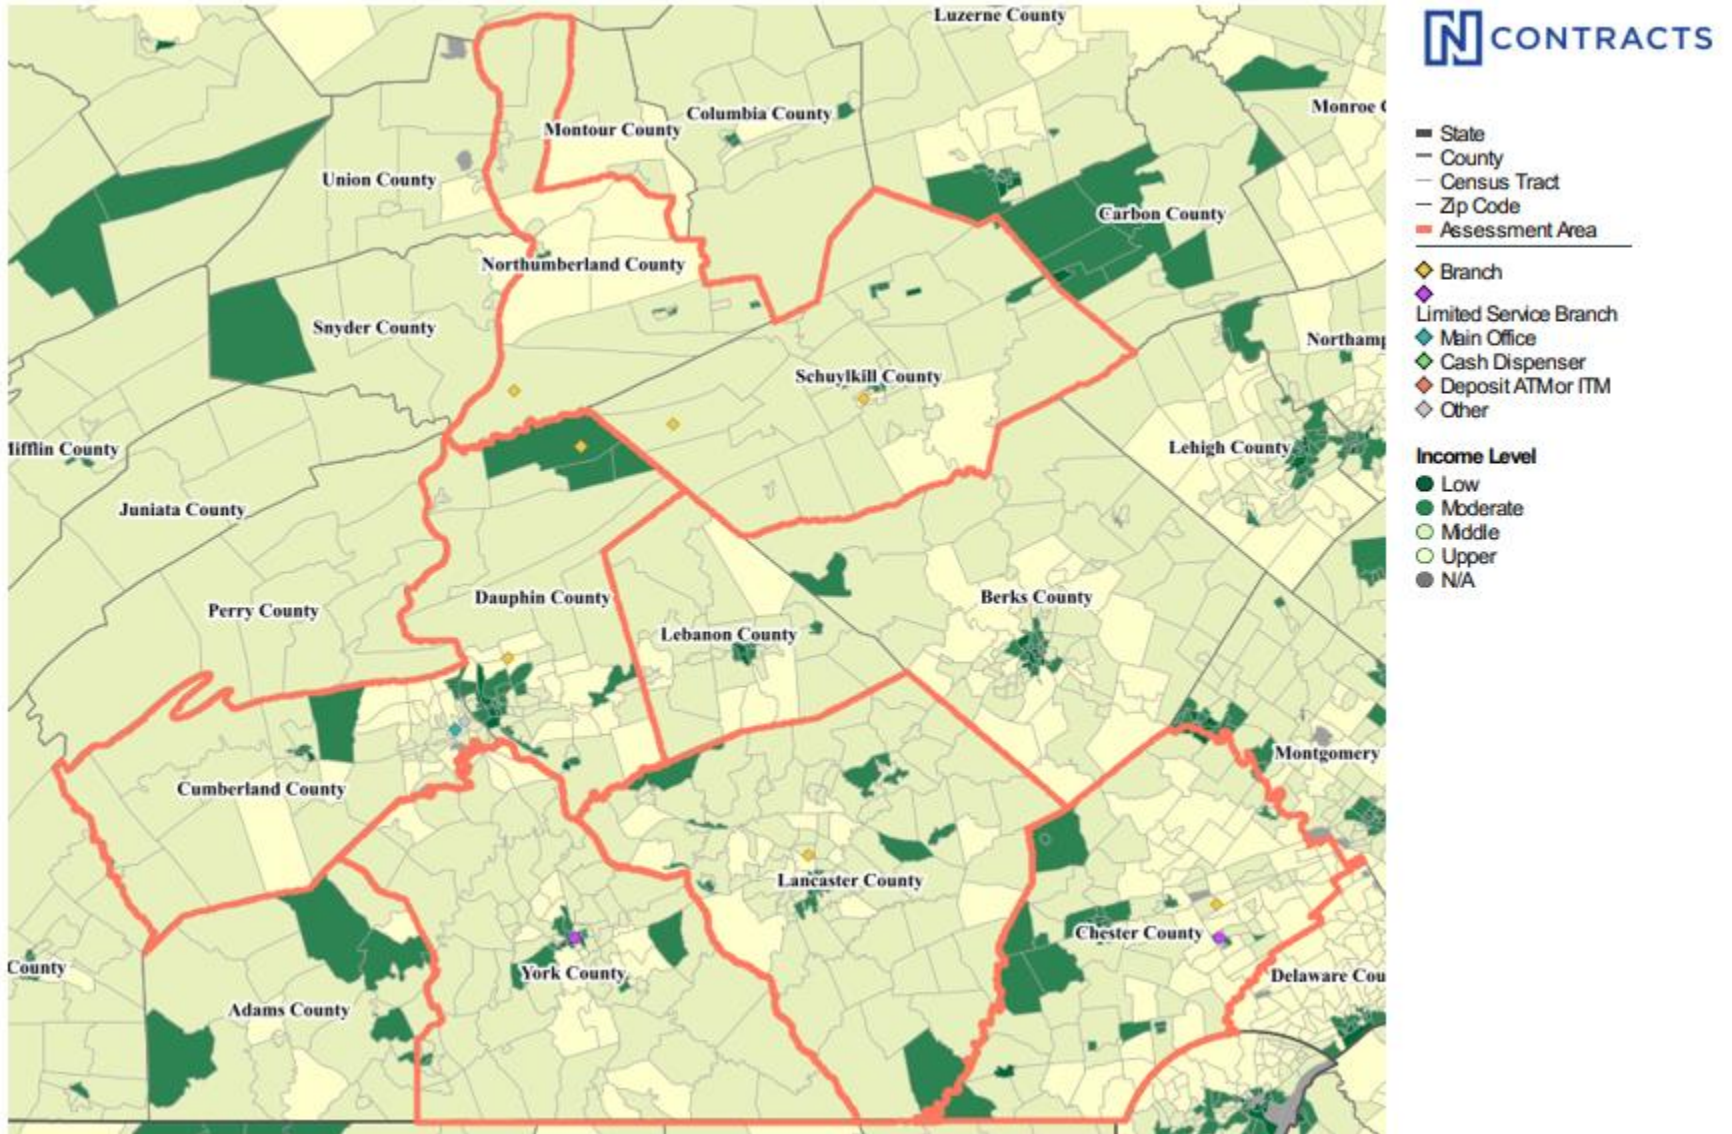 Luzerne County
Monroe C
Columbia County
Montour County
Union County
Carbon County
Northumberland County
Snyder County
Northamp
Schuylkill County
Mifflin County
Lehigh County
Juniata County
Perry County
Dauphin County
Berks County
Lebanon County
Montgomery
Cumberland County
Lancaster County
Chester County
County
York County
Delaware Cou
Adams County
N CONTRACTS
State
County
Census Tract
Zip Code
Assessment Area
Branch
Limited Service Branch
Main Office
Cash Dispenser
Deposit ATM or ITM
Other
Income Level
Low
Moderate
Middle
Upper
N/A